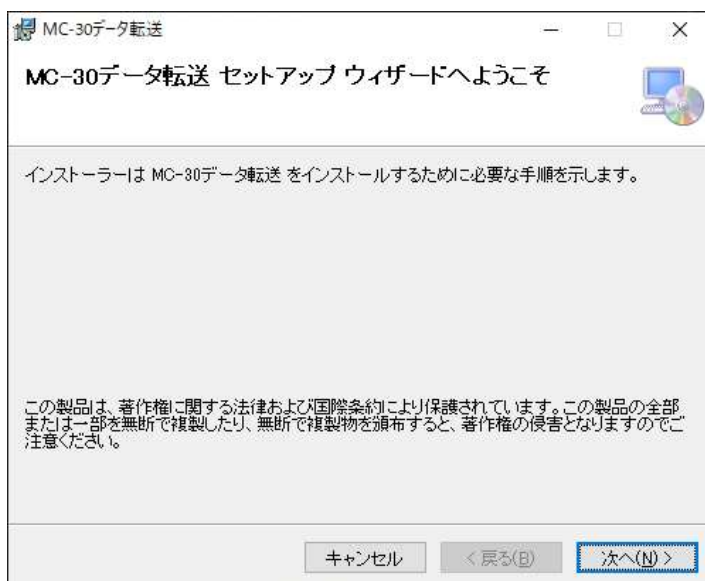 MC-30データ転送
MC-30データ転送 セットアップ ウィザードへようこそ
インストーラーは MC-30データ転送 をインストールするために必要な手順を示します。
この製品は、著作権に関する法律および国際条約により保護されています。この製品の全部
または一部を無断で複製したり、無断で複製物を頒布すると、著作権の侵害となりますのでご
注意ください。
キャンセル
< 戻る(B)
次へ(N) >